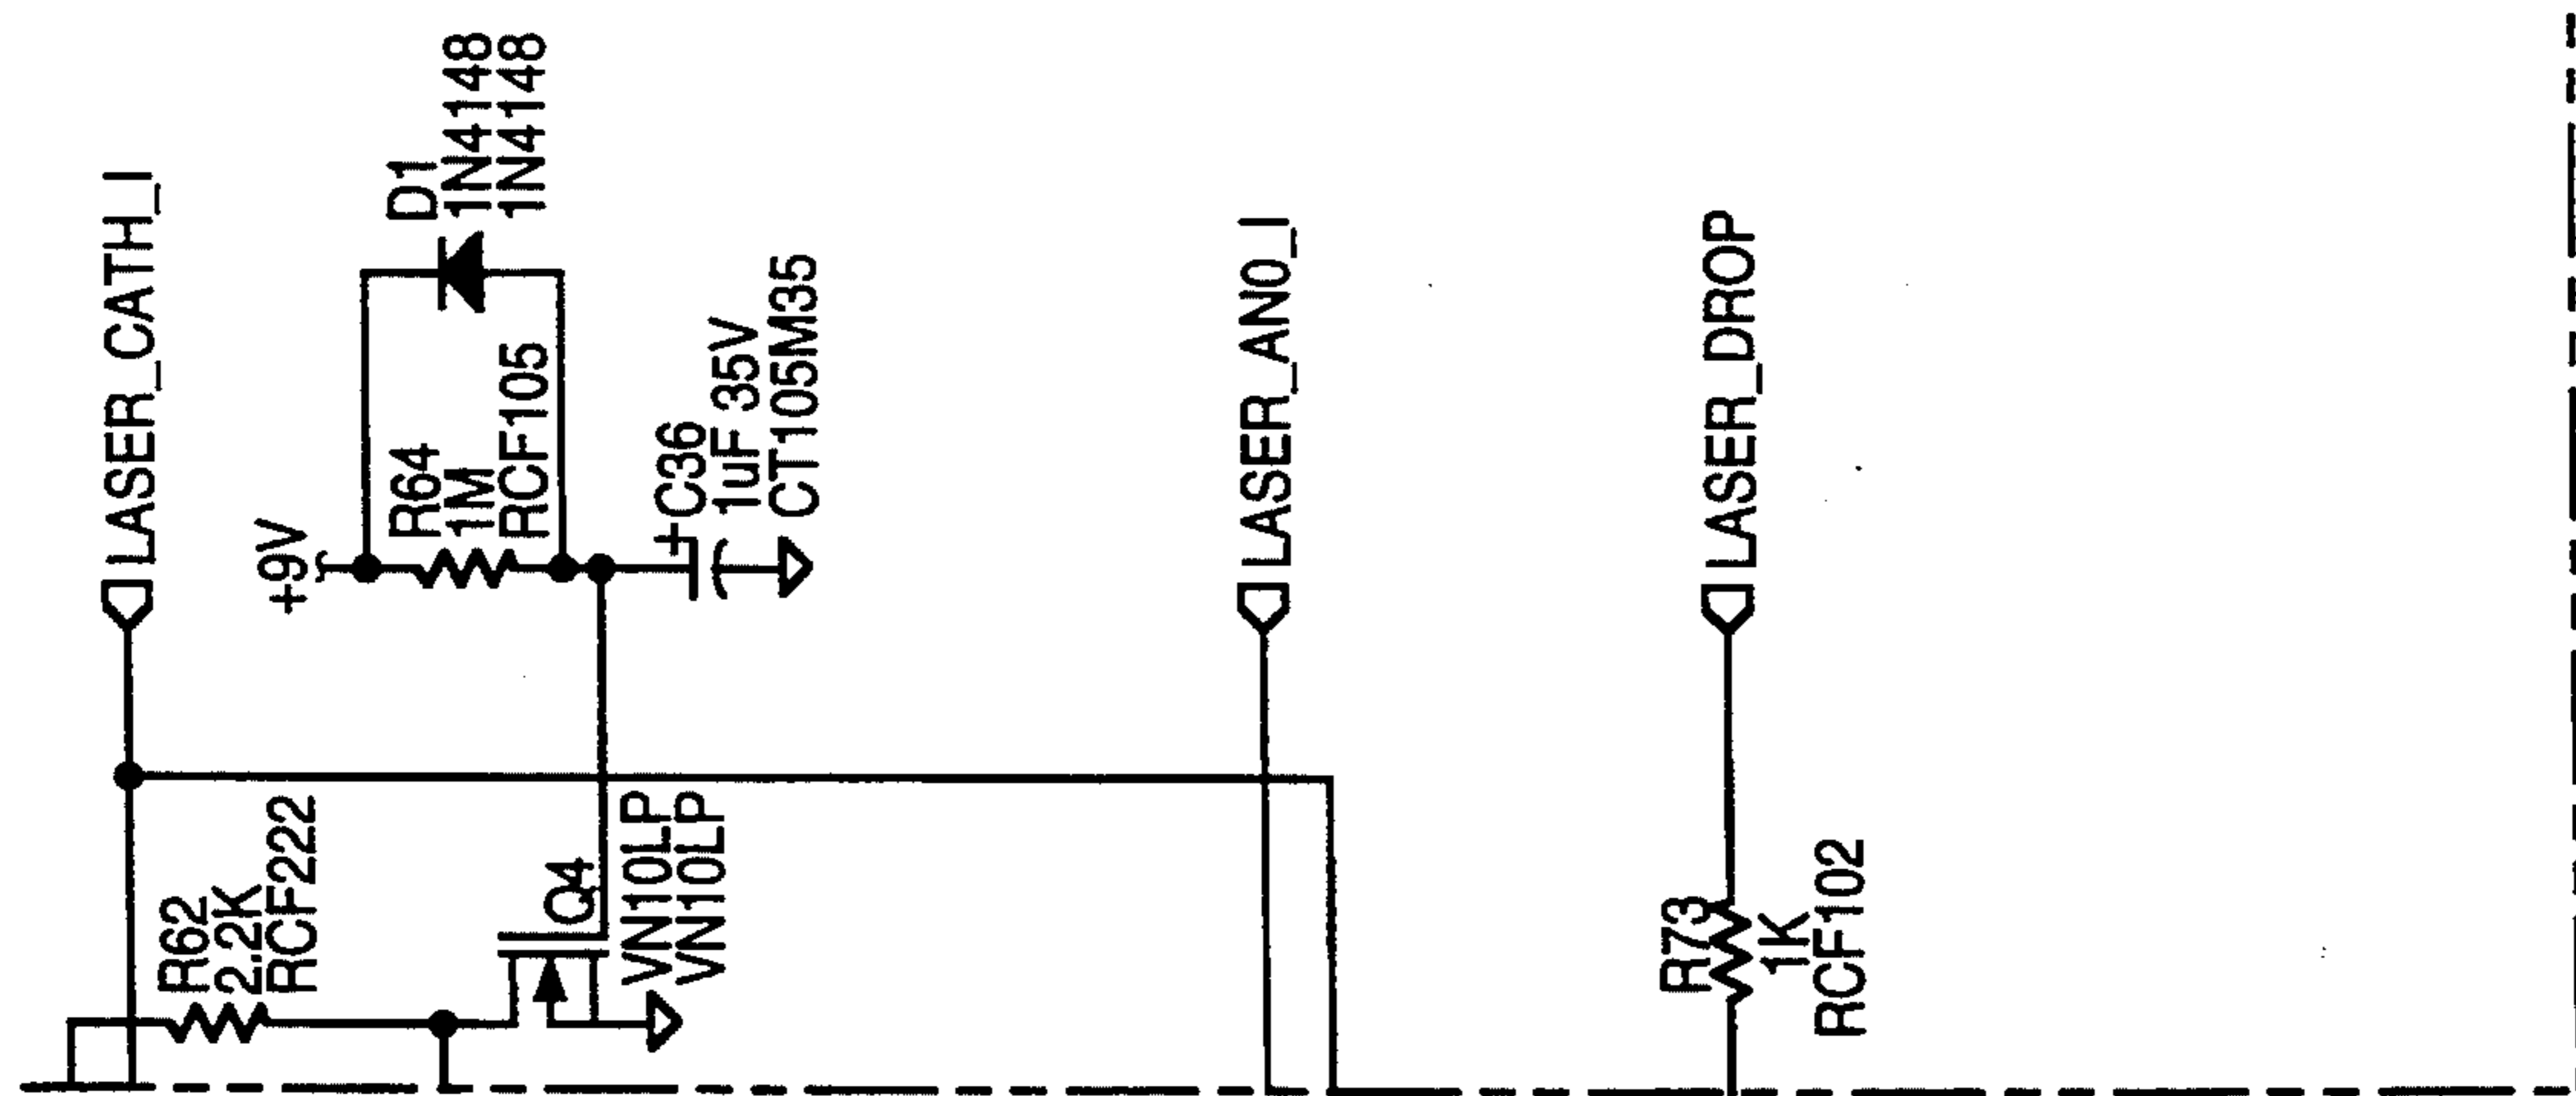 LASER_CATH_I
+9V
D1
1N4148
1N4148
R64
1M
RCF105
+
C36
1uF 35V
CT105M35
LASER_AN0_I
LASER_DROP
R62
2.2K
RCF222
Q4
VN10LP
VN10LP
R73
1K
RCF102